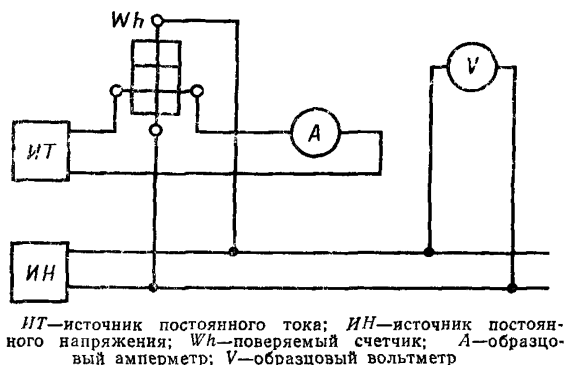 Wh
V
A
ИТ
ИН
ИТ—источник постоянного тока; ИН—источник постоян-
ного напряжения; Wh—поверяемый счетчик; А—образцо-
вый амперметр; V—образцовый вольтметр